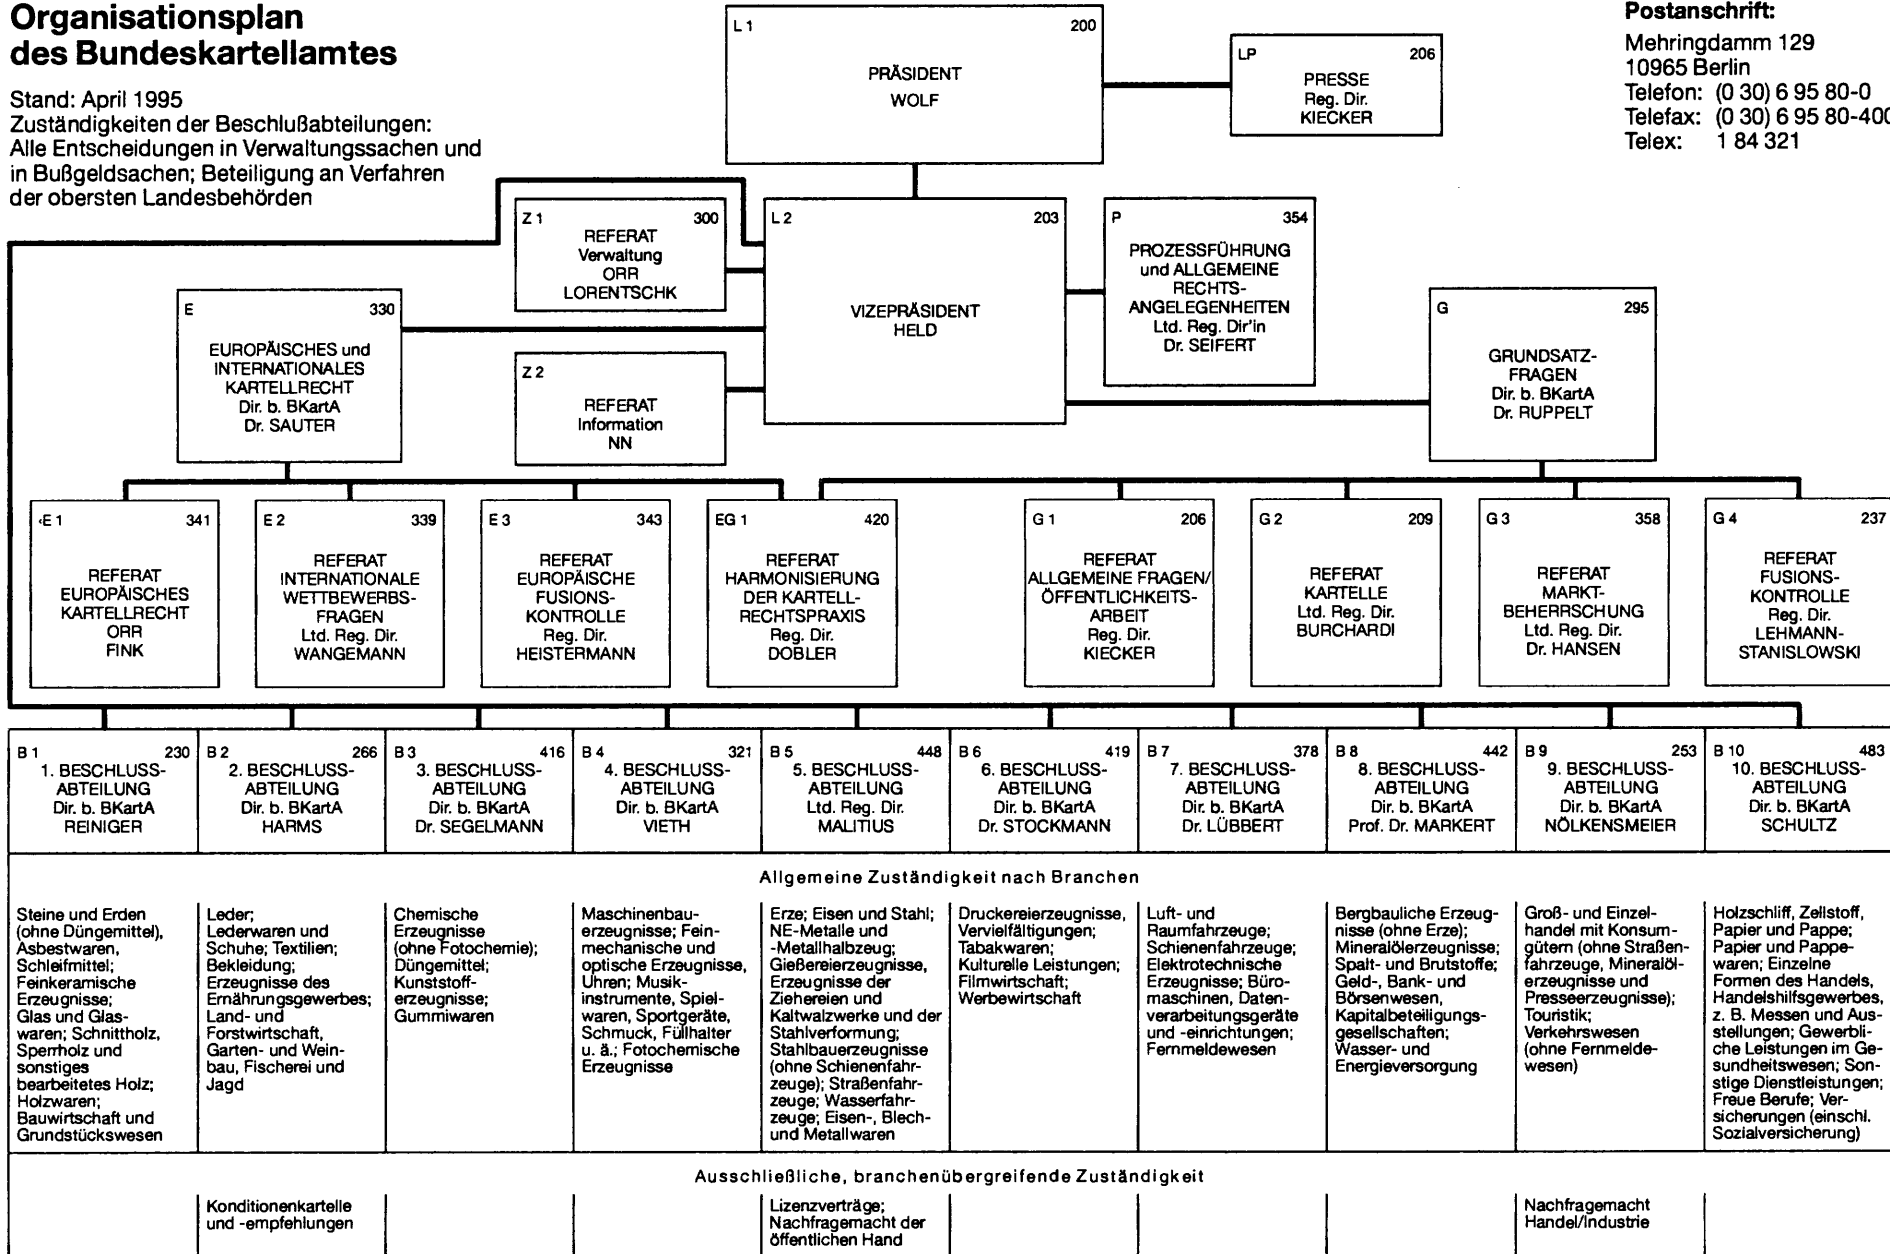 Organisationsplan
des Bundeskartellamtes
Stand: April 1995
Zuständigkeiten der Beschlußabteilungen:
Alle Entscheidungen in Verwaltungssachen und
in Bußgeldsachen; Beteiligung an Verfahren
der obersten Landesbehörden
L 1 200
PRÄSIDENT
WOLF
LP 206
PRESSE
Reg. Dir.
KIECKER
Postanschrift:
Mehringdamm 129
10965 Berlin
Telefon: (0 30) 6 95 80-0
Telefax: (0 30) 6 95 80-400
Telex: 1 84 321
Z 1 300
REFERAT
Verwaltung
ORR
LORENTSCHK
L 2 203
VIZEPRÄSIDENT
HELD
P 354
PROZESSFÜHRUNG
und ALLGEMEINE
RECHTS-
ANGELEGENHEITEN
Ltd. Reg. Dir'in
Dr. SEIFERT
E 330
EUROPÄISCHES und
INTERNATIONALES
KARTELLRECHT
Dir. b. BKartA
Dr. SAUTER
Z 2
REFERAT
Information
NN
G 295
GRUNDSATZ-
FRAGEN
Dir. b. BKartA
Dr. RUPPELT
E 1 341
REFERAT
EUROPÄISCHES
KARTELLRECHT
ORR
FINK
E 2 339
REFERAT
INTERNATIONALE
WETTBEWERBS-
FRAGEN
Ltd. Reg. Dir.
WANGEMANN
E 3 343
REFERAT
EUROPÄISCHE
FUSIONS-
KONTROLLE
Reg. Dir.
HEISTERMANN
EG 1 420
REFERAT
HARMONISIERUNG
DER KARTELL-
RECHTSPRAXIS
Reg. Dir.
DOBLER
G 1 206
REFERAT
ALLGEMEINE FRAGEN/
ÖFFENTLICHKEITS-
ARBEIT
Reg. Dir.
KIECKER
G 2 209
REFERAT
KARTELLE
Ltd. Reg. Dir.
BURCHARDI
G 3 358
REFERAT
MARKT-
BEHERRSCHUNG
Ltd. Reg. Dir.
Dr. HANSEN
G 4 237
REFERAT
FUSIONS-
KONTROLLE
Reg. Dir.
LEHMANN-
STANISLOWSKI
B 1 230
1. BESCHLUSS-
ABTEILUNG
Dir. b. BKartA
REINIGER
B 2 266
2. BESCHLUSS-
ABTEILUNG
Dir. b. BKartA
HARMS
B 3 416
3. BESCHLUSS-
ABTEILUNG
Dir. b. BKartA
Dr. SEGELMANN
B 4 321
4. BESCHLUSS-
ABTEILUNG
Dir. b. BKartA
VIETH
B 5 448
5. BESCHLUSS-
ABTEILUNG
Ltd. Reg. Dir.
MALITIUS
B 6 419
6. BESCHLUSS-
ABTEILUNG
Dir. b. BKartA
Dr. STOCKMANN
B 7 378
7. BESCHLUSS-
ABTEILUNG
Dir. b. BKartA
Dr. LÜBBERT
B 8 442
8. BESCHLUSS-
ABTEILUNG
Dir. b. BKartA
Prof. Dr. MARKERT
B 9 253
9. BESCHLUSS-
ABTEILUNG
Dir. b. BKartA
NÖLKENSMEIER
B 10 483
10. BESCHLUSS-
ABTEILUNG
Dir. b. BKartA
SCHULTZ
Allgemeine Zuständigkeit nach Branchen
Steine und Erden
(ohne Düngemittel),
Asbestwaren,
Schleifmittel;
Feinkeramische
Erzeugnisse;
Glas und Glas-
waren; Schnittholz,
Sperrholz und
sonstiges
bearbeitetes Holz;
Holzwaren;
Bauwirtschaft und
Grundstückswesen
Leder;
Lederwaren und
Schuhe; Textilien;
Bekleidung;
Erzeugnisse des
Ernährungsgewerbes;
Land- und
Forstwirtschaft,
Garten- und Wein-
bau, Fischerei und
Jagd
Chemische
Erzeugnisse
(ohne Fotochemie);
Düngemittel;
Kunststoff-
erzeugnisse;
Gummiwaren
Maschinenbau-
erzeugnisse; Fein-
mechanische und
optische Erzeugnisse,
Uhren; Musik-
instrumente, Spiel-
waren, Sportgeräte,
Schmuck, Füllhalter
u. ä.; Fotochemische
Erzeugnisse
Erze; Eisen und Stahl;
NE-Metalle und
-Metallhalbzeug;
Gießereierzeugnisse,
Erzeugnisse der
Ziehereien und
Kaltwalzwerke und der
Stahlverformung;
Stahlbauerzeugnisse
(ohne Schienenfahr-
zeuge); Straßenfahr-
zeuge; Wasserfahr-
zeuge; Eisen-, Blech-
und Metallwaren
Druckereierzeugnisse,
Vervielfältigungen;
Tabakwaren;
Kulturelle Leistungen;
Filmwirtschaft;
Werbewirtschaft
Luft- und
Raumfahrzeuge;
Schienenfahrzeuge;
Elektrotechnische
Erzeugnisse; Büro-
maschinen, Daten-
verarbeitungsgeräte
und -einrichtungen;
Fernmeldewesen
Bergbauliche Erzeug-
nisse (ohne Erze);
Mineralölerzeugnisse;
Spalt- und Brutstoffe;
Geld-, Bank- und
Börsenwesen,
Kapitalbeteiligungs-
gesellschaften;
Wasser- und
Energieversorgung
Groß- und Einzel-
handel mit Konsum-
gütern (ohne Straßen-
fahrzeuge, Mineralöl-
erzeugnisse und
Presseerzeugnisse);
Touristik;
Verkehrswesen
(ohne Fernmelde-
wesen)
Holzschliff, Zellstoff,
Papier und Pappe;
Papier und Pappe-
waren; Einzelne
Formen des Handels,
Handelshilfsgewerbes,
z. B. Messen und Aus-
stellungen; Gewerbli-
che Leistungen im Ge-
sundheitswesen; Son-
stige Dienstleistungen;
Freue Berufe; Ver-
sicherungen (einschl.
Sozialversicherung)
Ausschließliche, branchenübergreifende Zuständigkeit
Konditionenkartelle
und -empfehlungen
Lizenzverträge;
Nachfragemacht der
öffentlichen Hand
Nachfragemacht
Handel/Industrie